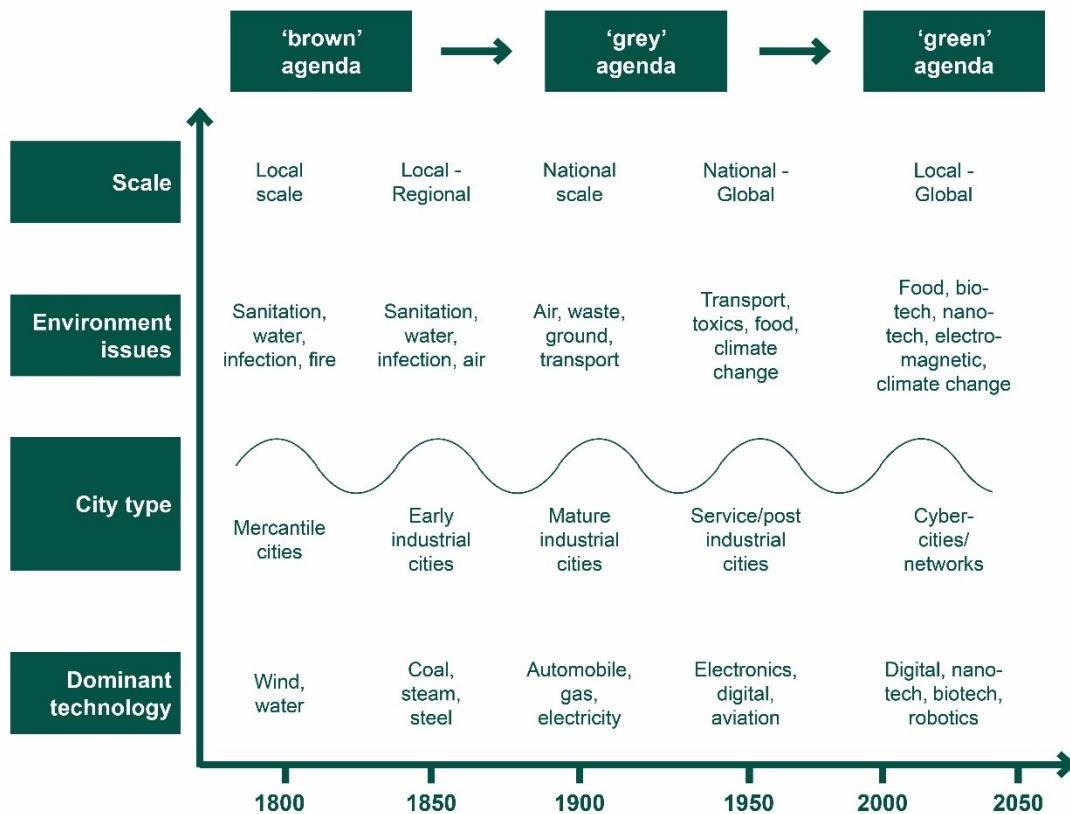 ‘brown’
agenda
‘grey’
agenda
‘green’
agenda
Scale
Local
scale
Local -
Regional
National
scale
National -
Global
Local -
Global
Environment
issues
Sanitation,
water,
infection, fire
Sanitation,
water,
infection, air
Air, waste,
ground,
transport
Transport,
toxics, food,
climate
change
Food, bio-
tech, nano-
tech, electro-
magnetic,
climate change
City type
Mercantile
cities
Early
industrial
cities
Mature
industrial
cities
Service/post
industrial
cities
Cyber-
cities/
networks
Dominant
technology
Wind,
water
Coal,
steam,
steel
Automobile,
gas,
electricity
Electronics,
digital,
aviation
Digital, nano-
tech, biotech,
robotics
1800 1850 1900 1950 2000 2050